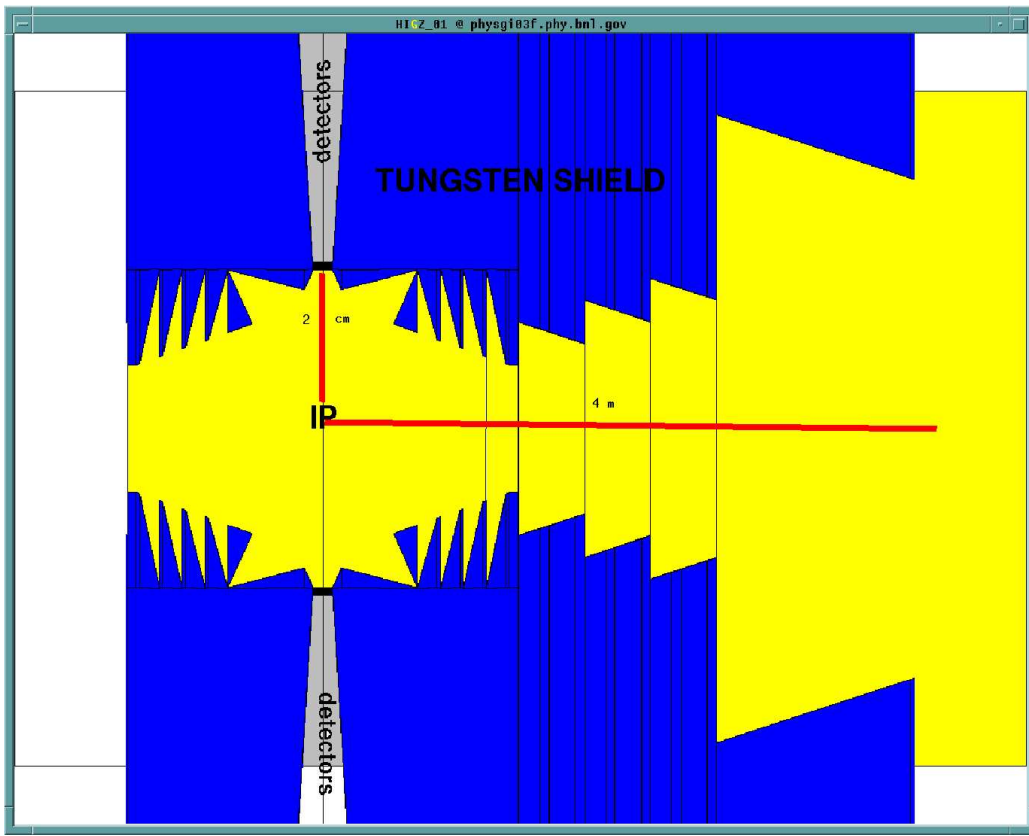 HIGZ_01 @ physgi03f.phy.bnl.gov
detectors
TUNGSTEN SHIELD
2 cm
4 m
IP
detectors